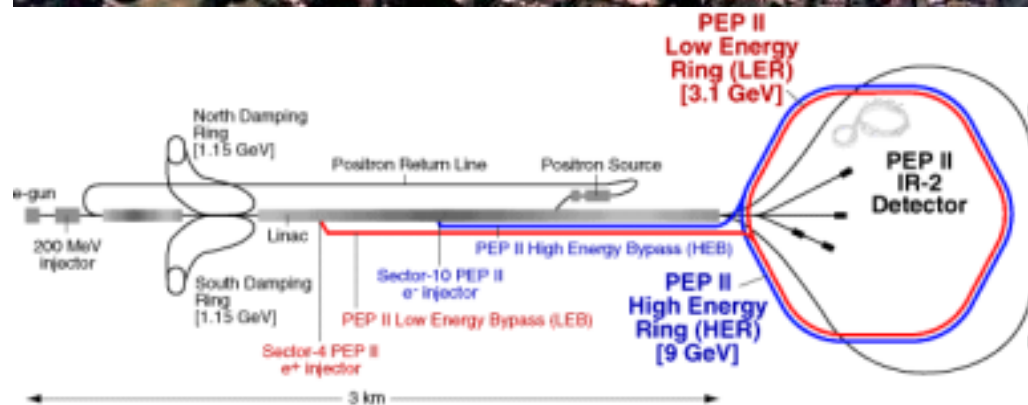 PEP II
Low Energy
Ring (LER)
[3.1 GeV]
North Damping
Ring
[1.15 GeV]
Positron Return Line
Positron Source
e-gun
200 MeV
injector
Linac
PEP II
IR-2
Detector
PEP II High Energy Bypass (HEB)
South Damping
Ring
[1.15 GeV]
Sector-10 PEP II
e⁻ injector
PEP II Low Energy Bypass (LEB)
Sector-4 PEP II
e⁺ injector
PEP II
High Energy
Ring (HER)
[9 GeV]
3 km